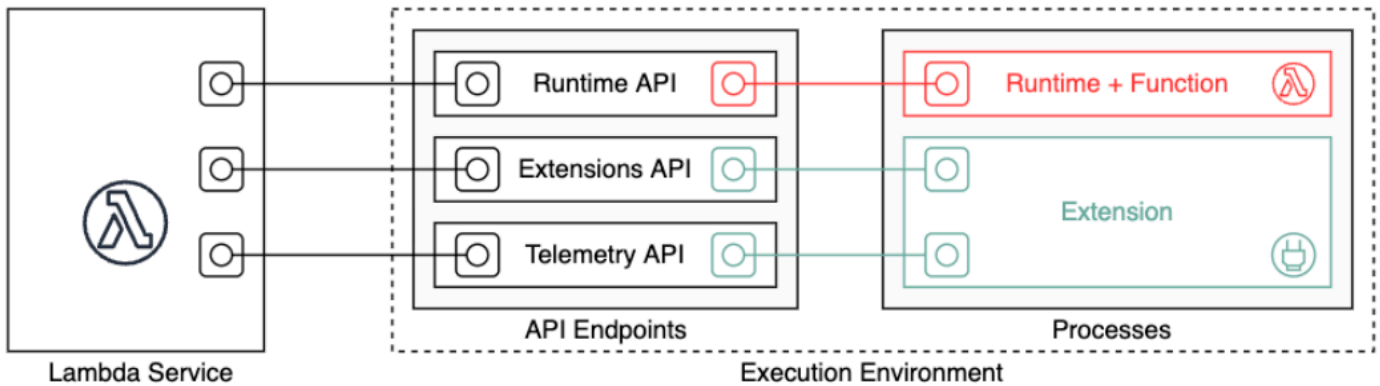 Runtime API
Runtime + Function
Extensions API
Extension
Telemetry API
API Endpoints
Processes
Lambda Service
Execution Environment